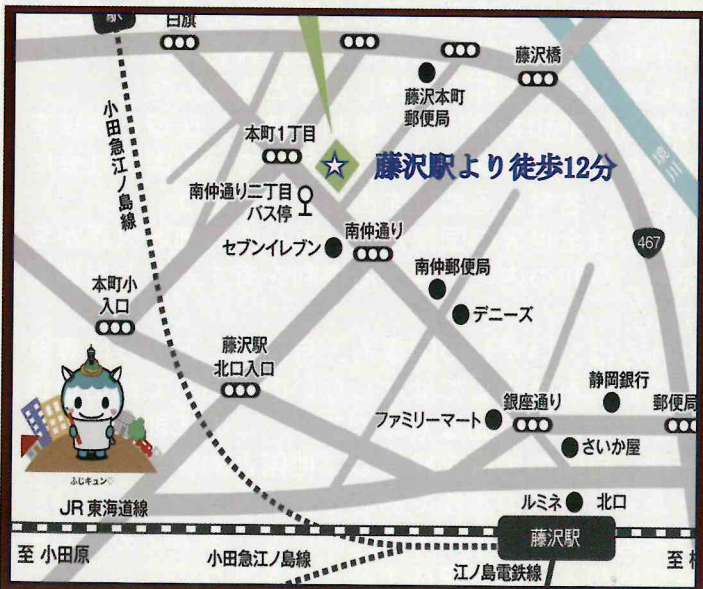 駅
白旗
藤沢橋
藤沢本町
郵便局
境川
小田急江ノ島線
本町1丁目
藤沢駅より徒歩12分
南仲通り二丁目
バス停
南仲通り
セブンイレブン
467
南仲郵便局
デニーズ
本町小
入口
藤沢駅
北口入口
静岡銀行
ファミリーマート
銀座通り
郵便局
さいか屋
ふじキュン♡
JR東海道線
ルミネ
北口
藤沢駅
至 小田原
小田急江ノ島線
江ノ島電鉄線
至